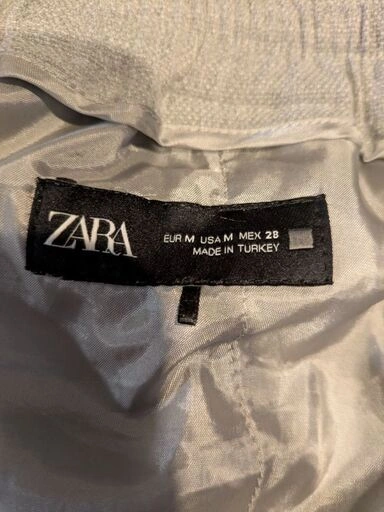 ZARA
EUR M USA M MEX 28
MADE IN TURKEY